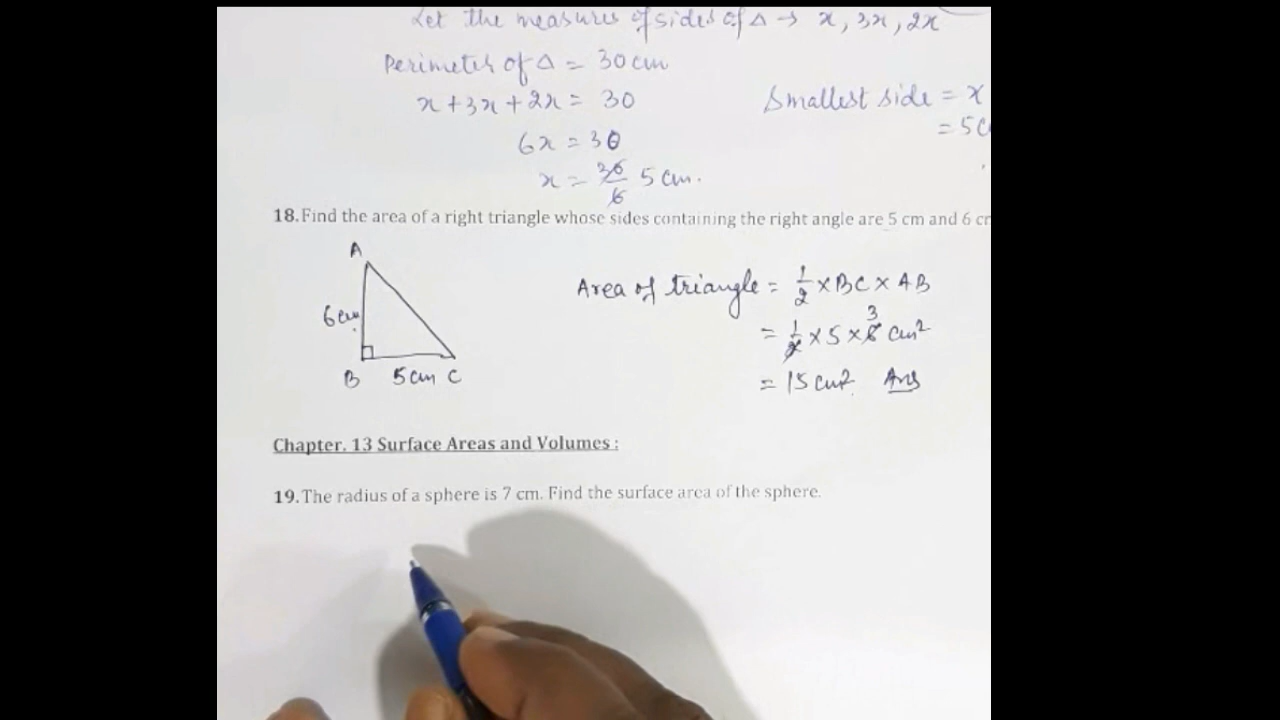 Let the measures of sides of Δ → x, 3x, 2x
Perimeter of Δ = 30 cm
x + 3x + 2x = 30
6x = 30
x = 30/6 5 cm.
Smallest side = x
= 5c
18. Find the area of a right triangle whose sides containing the right angle are 5 cm and 6 cm
A
6cm
B 5cm C
Area of triangle = 1/2 × BC × AB
3
= 1/2 × 5 × 6 cm²
= 15 cm². Ans
Chapter. 13 Surface Areas and Volumes :
19. The radius of a sphere is 7 cm. Find the surface area of the sphere.